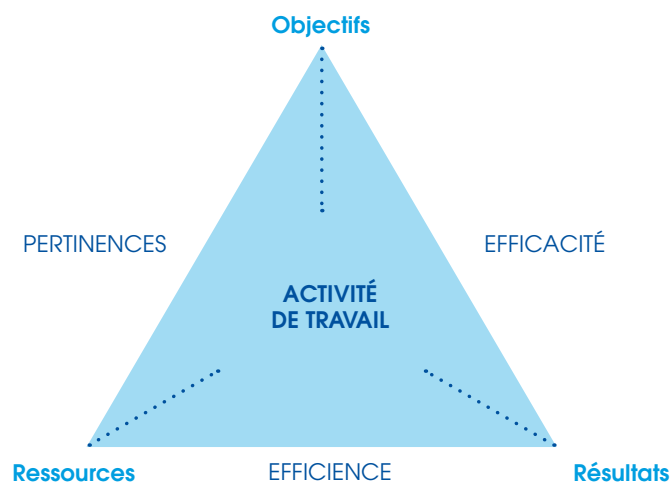 Objectifs
PERTINENCES
EFFICACITÉ
ACTIVITÉ
DE TRAVAIL
Ressources
EFFICIENCE
Résultats